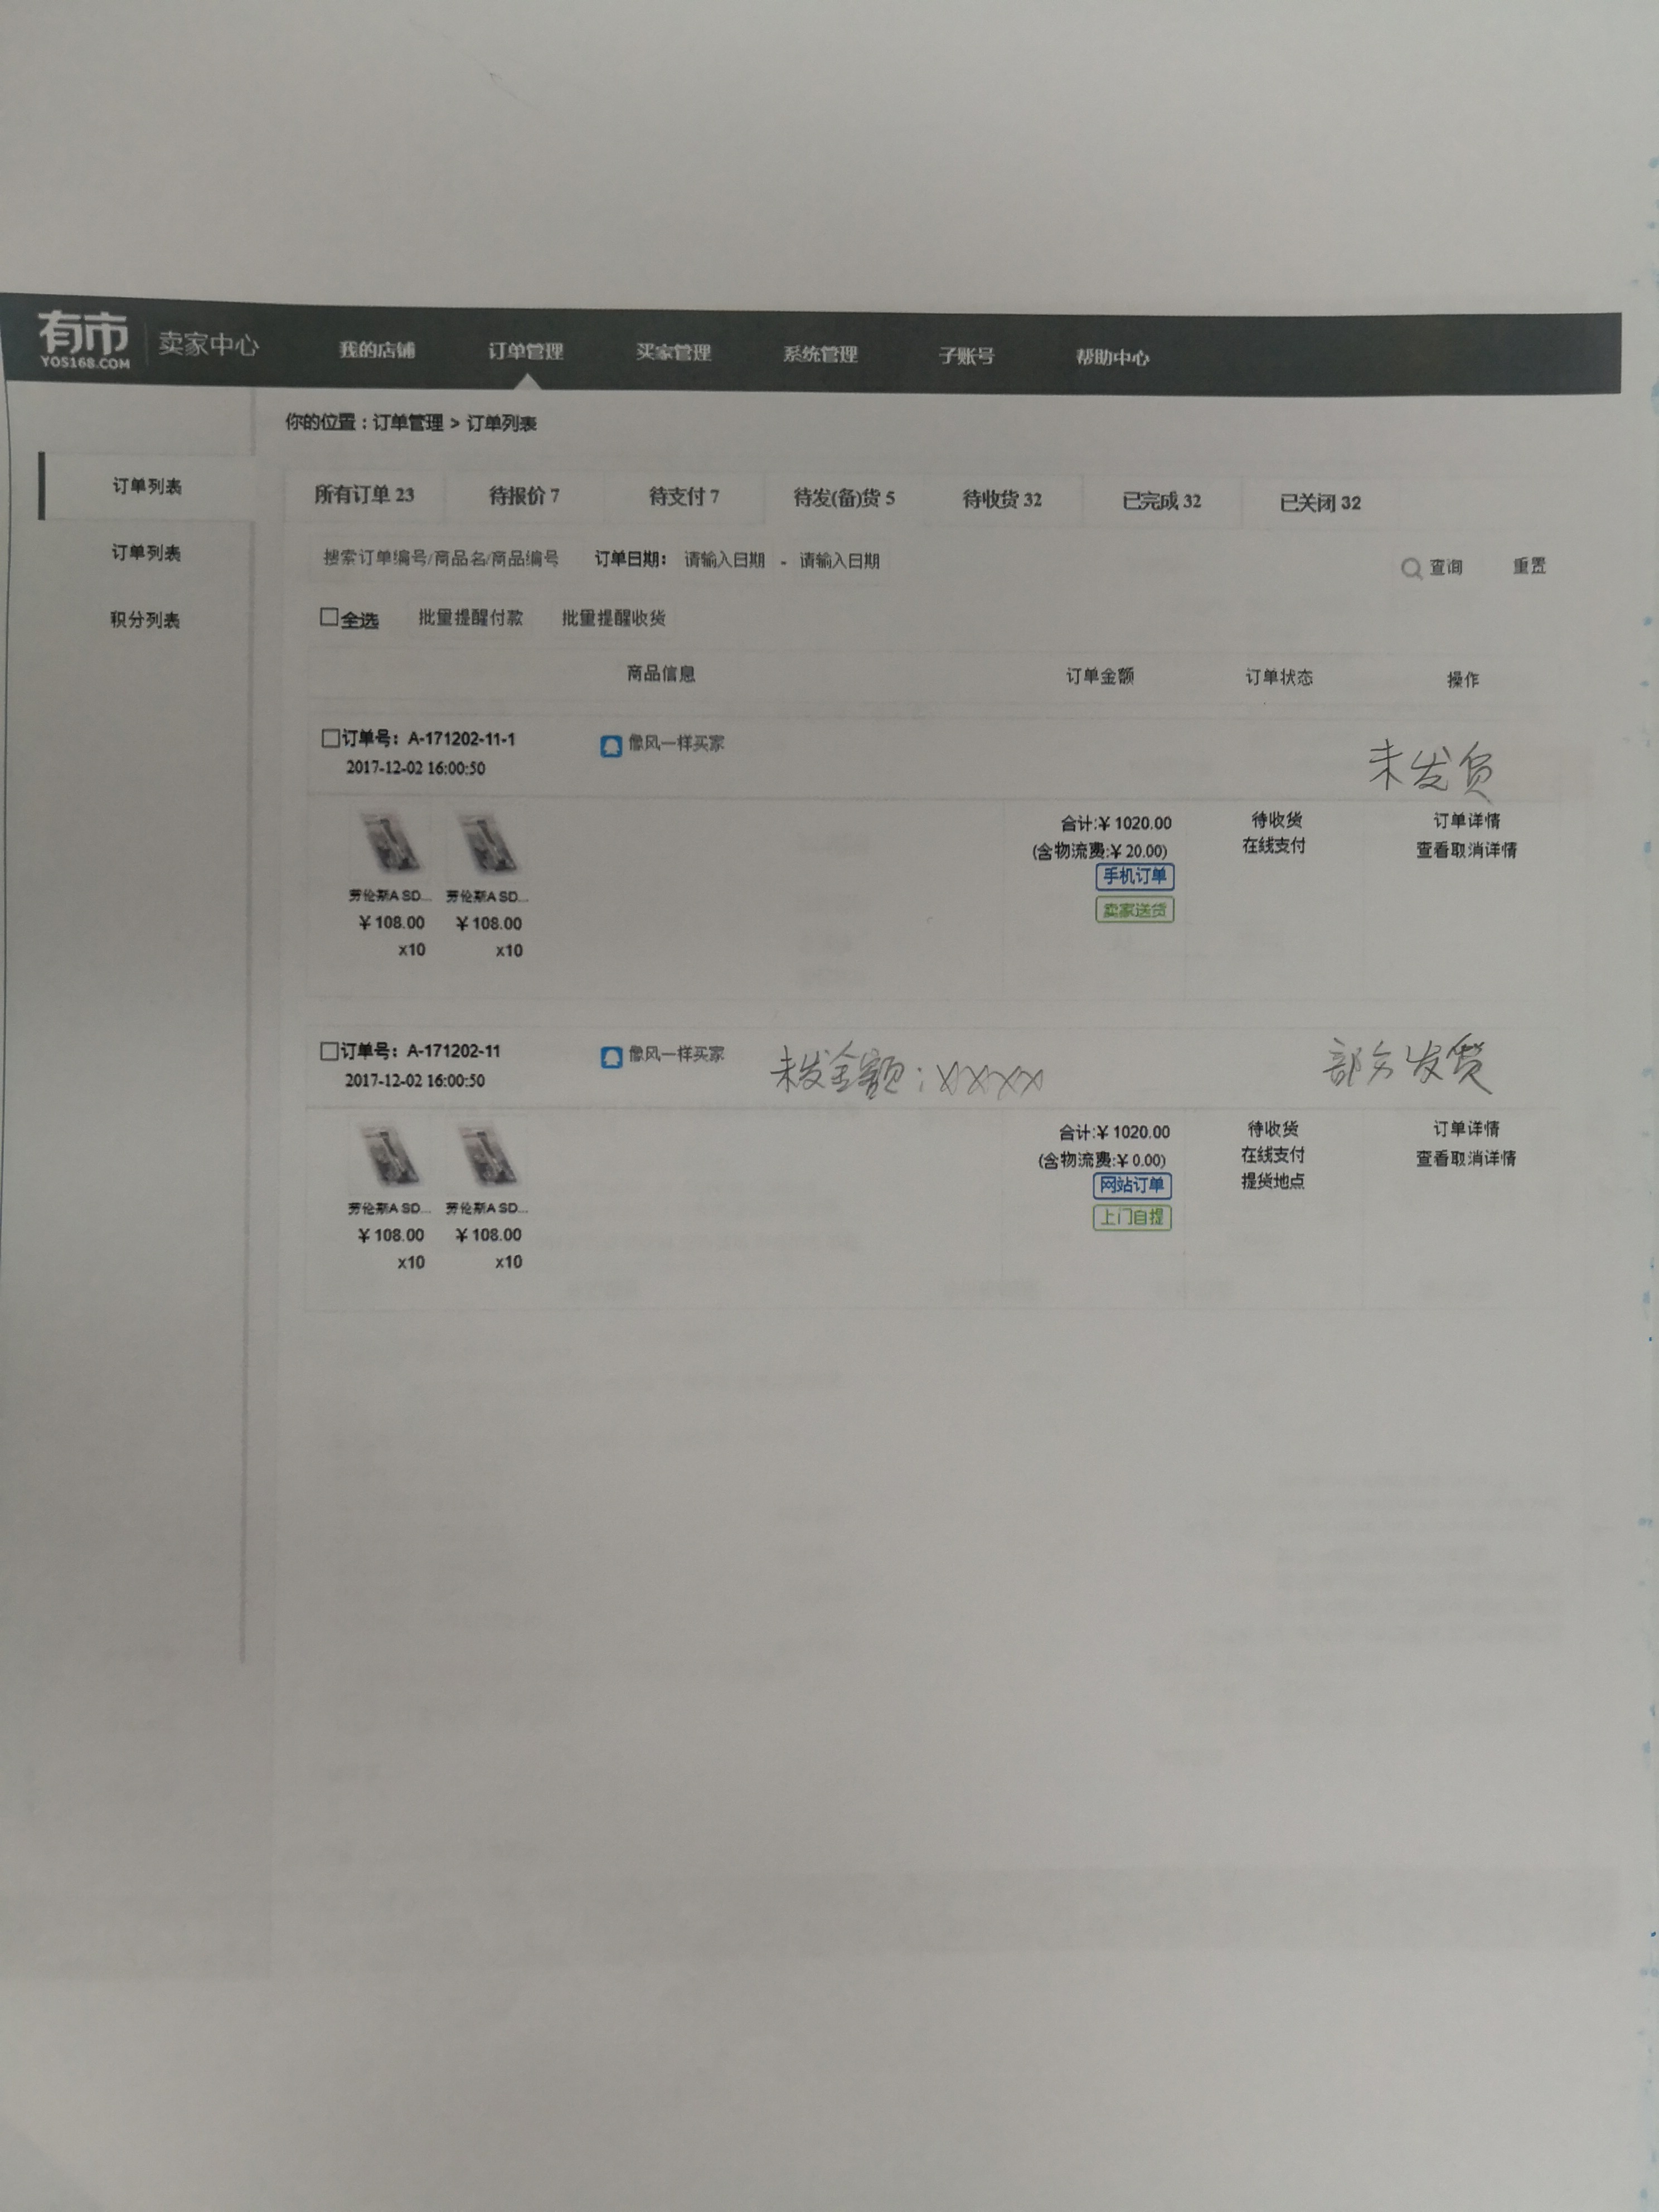 有市 卖家中心 我的店铺 订单管理 买家管理 系统管理 子账号 帮助中心
YOS168.COM
你的位置：订单管理 > 订单列表
订单列表
订单列表
积分列表
所有订单 23 待报价 7 待支付 7 待发(备)货 5 待收货 32 已完成 32 已关闭 32
搜索订单编号/商品名/商品编号 订单日期： 请输入日期 - 请输入日期 查询 重置
全选 批量提醒付款 批量提醒收货
商品信息 订单金额 订单状态 操作
订单号：A-171202-11-1 像风一样买家 未发货
2017-12-02 16:00:50
合计:¥ 1020.00 待收货 订单详情
(含物流费:¥ 20.00) 在线支付 查看取消详情
手机订单
卖家送货
劳伦斯A SD... 劳伦斯A SD...
¥ 108.00 ¥ 108.00
x10 x10
订单号：A-171202-11 像风一样买家 未发金额：XXXX 部分发货
2017-12-02 16:00:50
合计:¥ 1020.00 待收货 订单详情
(含物流费:¥ 0.00) 在线支付 查看取消详情
网站订单 提货地点
上门自提
劳伦斯A SD... 劳伦斯A SD...
¥ 108.00 ¥ 108.00
x10 x10